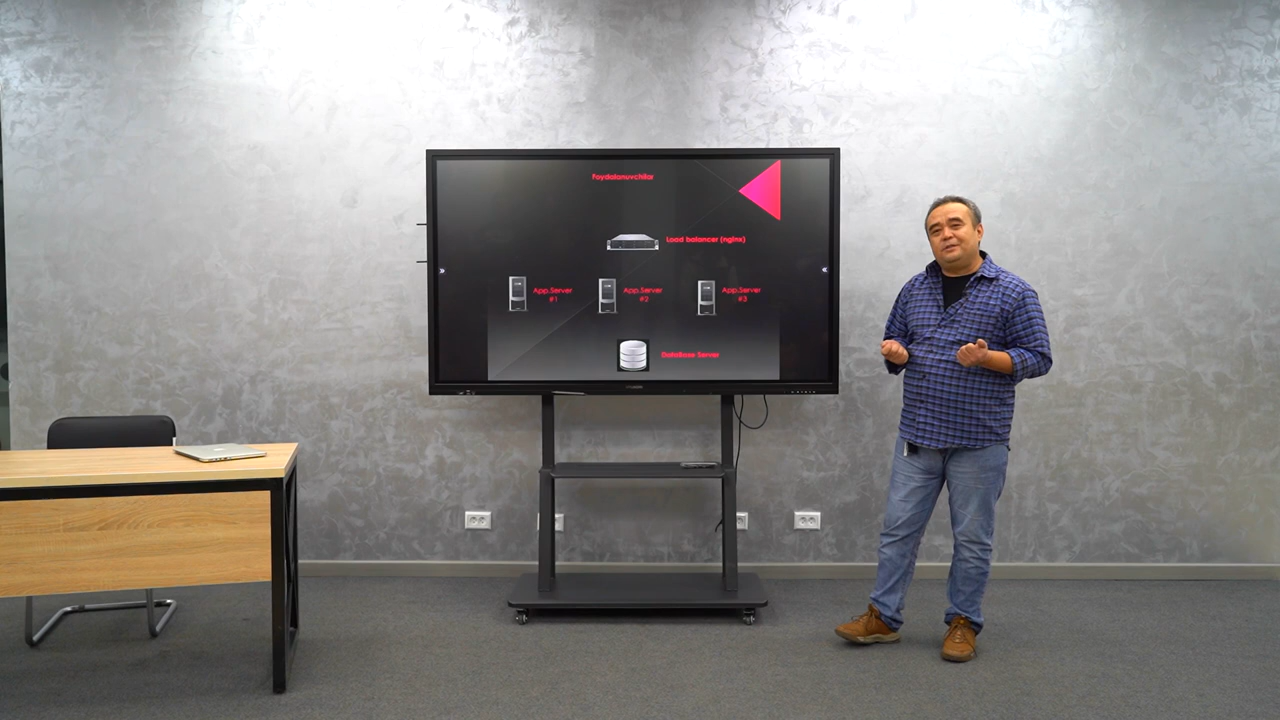 Foydalanuvchilar
Load balancer (nginx)
App.Server
#1
App.Server
#2
App.Server
#3
DataBase Server